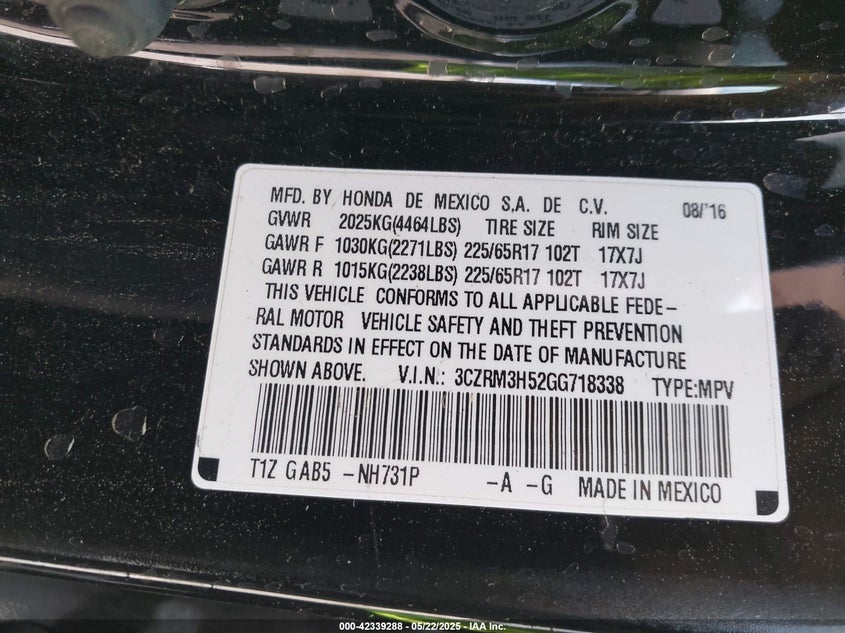 MFD. BY HONDA DE MEXICO S.A. DE C.V. 08/'16
GVWR 2025KG(4464LBS) TIRE SIZE RIM SIZE
GAWR F 1030KG(2271LBS) 225/65R17 102T 17X7J
GAWR R 1015KG(2238LBS) 225/65R17 102T 17X7J
THIS VEHICLE CONFORMS TO ALL APPLICABLE FEDE-
RAL MOTOR VEHICLE SAFETY AND THEFT PREVENTION
STANDARDS IN EFFECT ON THE DATE OF MANUFACTURE
SHOWN ABOVE. V.I.N.: 3CZRM3H52GG718338 TYPE:MPV
T1Z GAB5 -NH731P -A -G MADE IN MEXICO
000-42339288 - 05/22/2025 - IAA Inc.